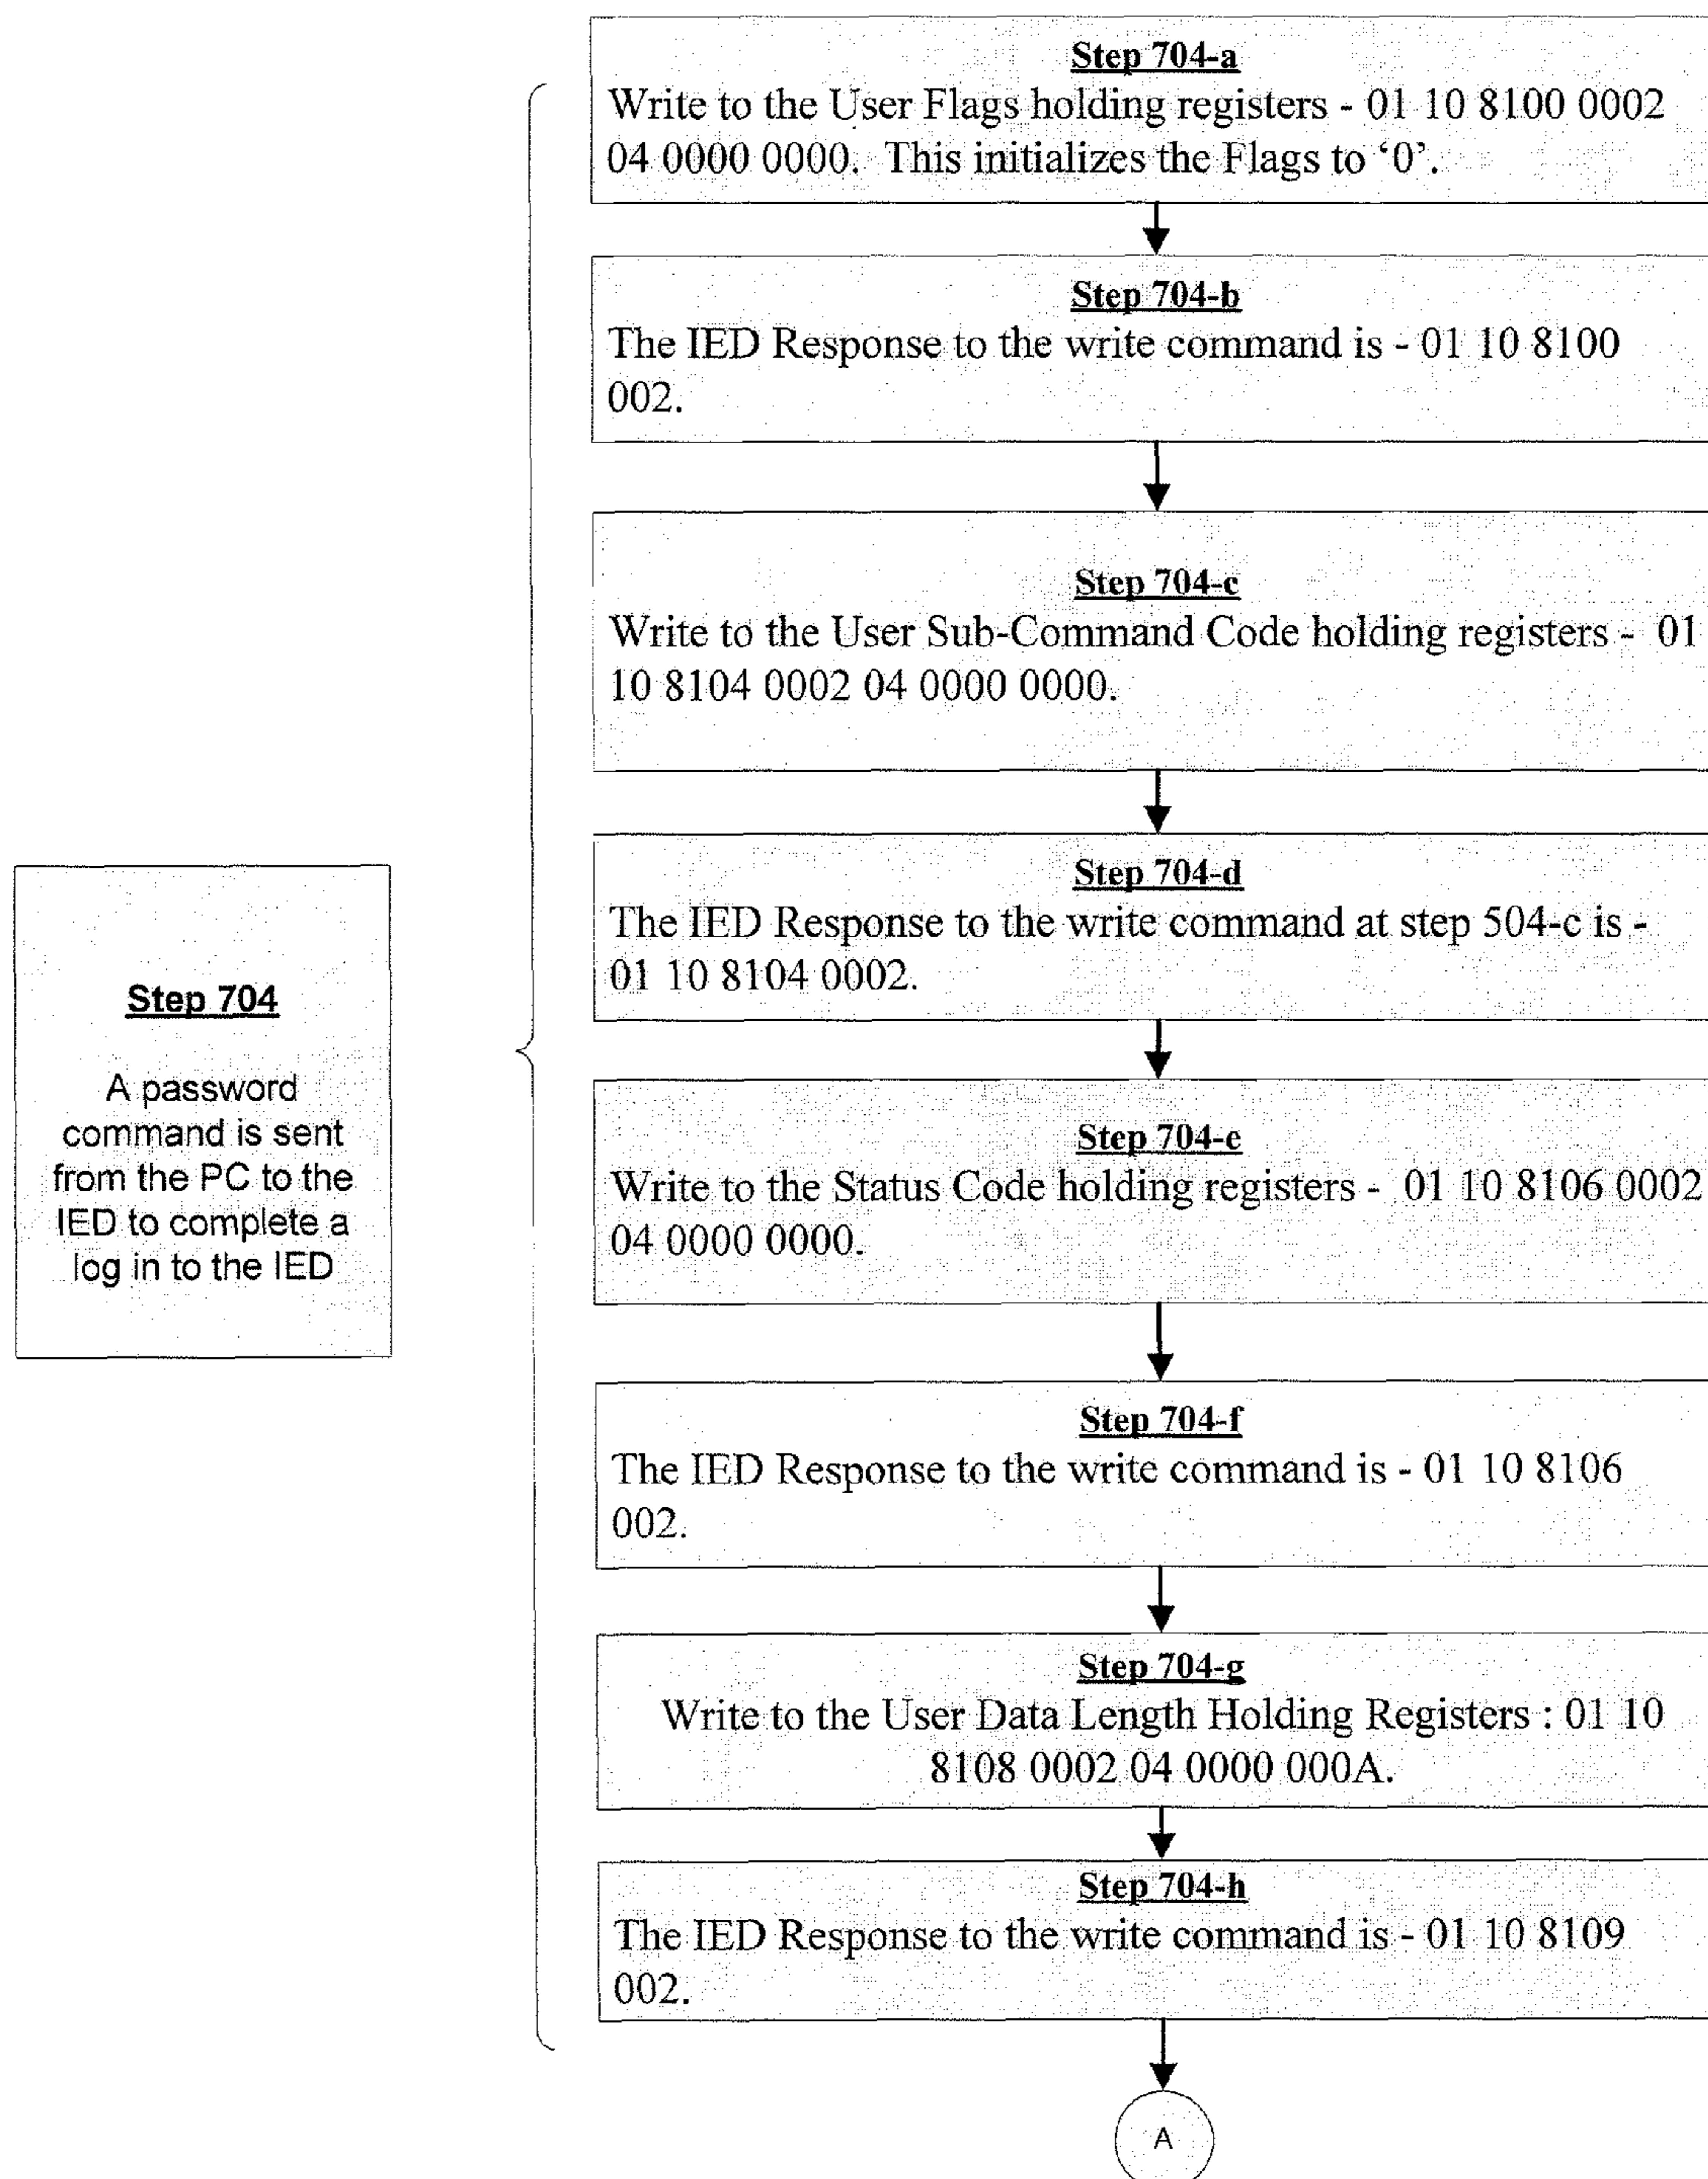 Step 704-a
Write to the User Flags holding registers - 01 10 8100 0002
04 0000 0000. This initializes the Flags to ‘0’.
Step 704-b
The IED Response to the write command is - 01 10 8100
002.
Step 704-c
Write to the User Sub-Command Code holding registers - 01
10 8104 0002 04 0000 0000.
Step 704-d
The IED Response to the write command at step 504-c is -
01 10 8104 0002.
Step 704
A password
command is sent
from the PC to the
IED to complete a
log in to the IED
Step 704-e
Write to the Status Code holding registers - 01 10 8106 0002
04 0000 0000.
Step 704-f
The IED Response to the write command is - 01 10 8106
002.
Step 704-g
Write to the User Data Length Holding Registers : 01 10
8108 0002 04 0000 000A.
Step 704-h
The IED Response to the write command is - 01 10 8109
002.
A